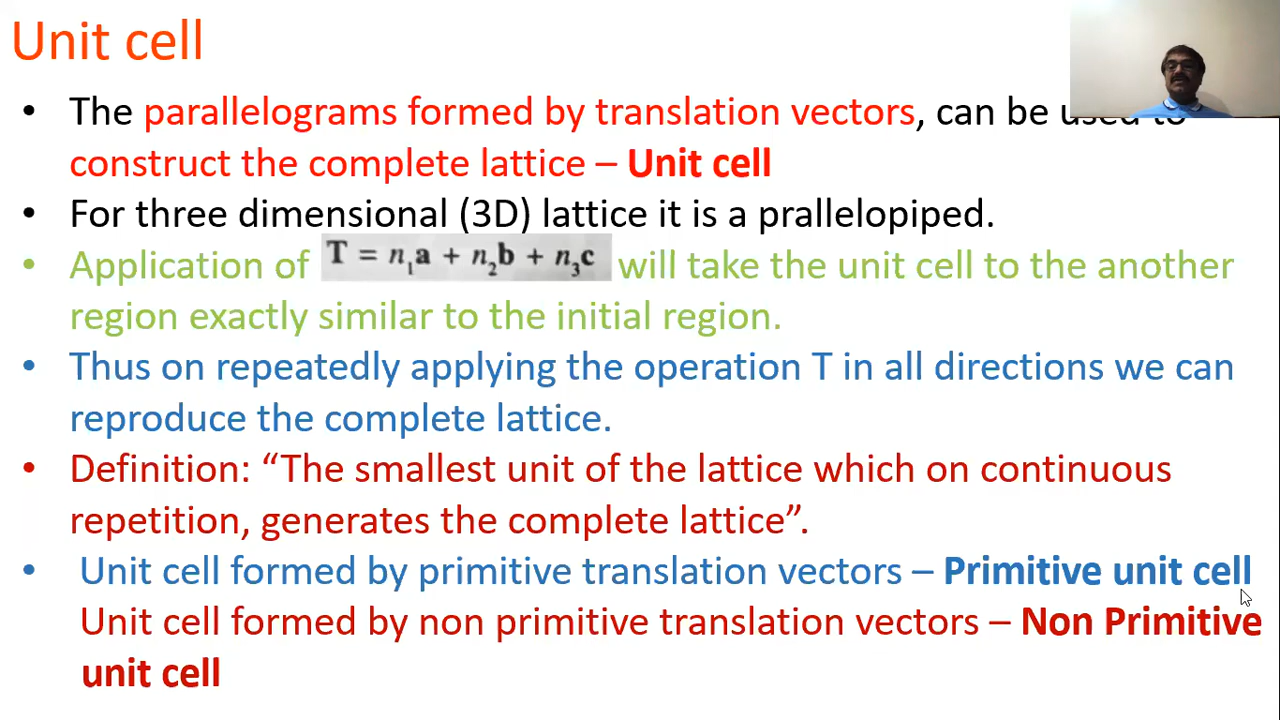 Unit cell
• The parallelograms formed by translation vectors, can be used to
construct the complete lattice – Unit cell
• For three dimensional (3D) lattice it is a prallelopiped.
• Application of T = n₁a + n₂b + n₃c will take the unit cell to the another
region exactly similar to the initial region.
• Thus on repeatedly applying the operation T in all directions we can
reproduce the complete lattice.
• Definition: “The smallest unit of the lattice which on continuous
repetition, generates the complete lattice”.
• Unit cell formed by primitive translation vectors – Primitive unit cell
Unit cell formed by non primitive translation vectors – Non Primitive
unit cell